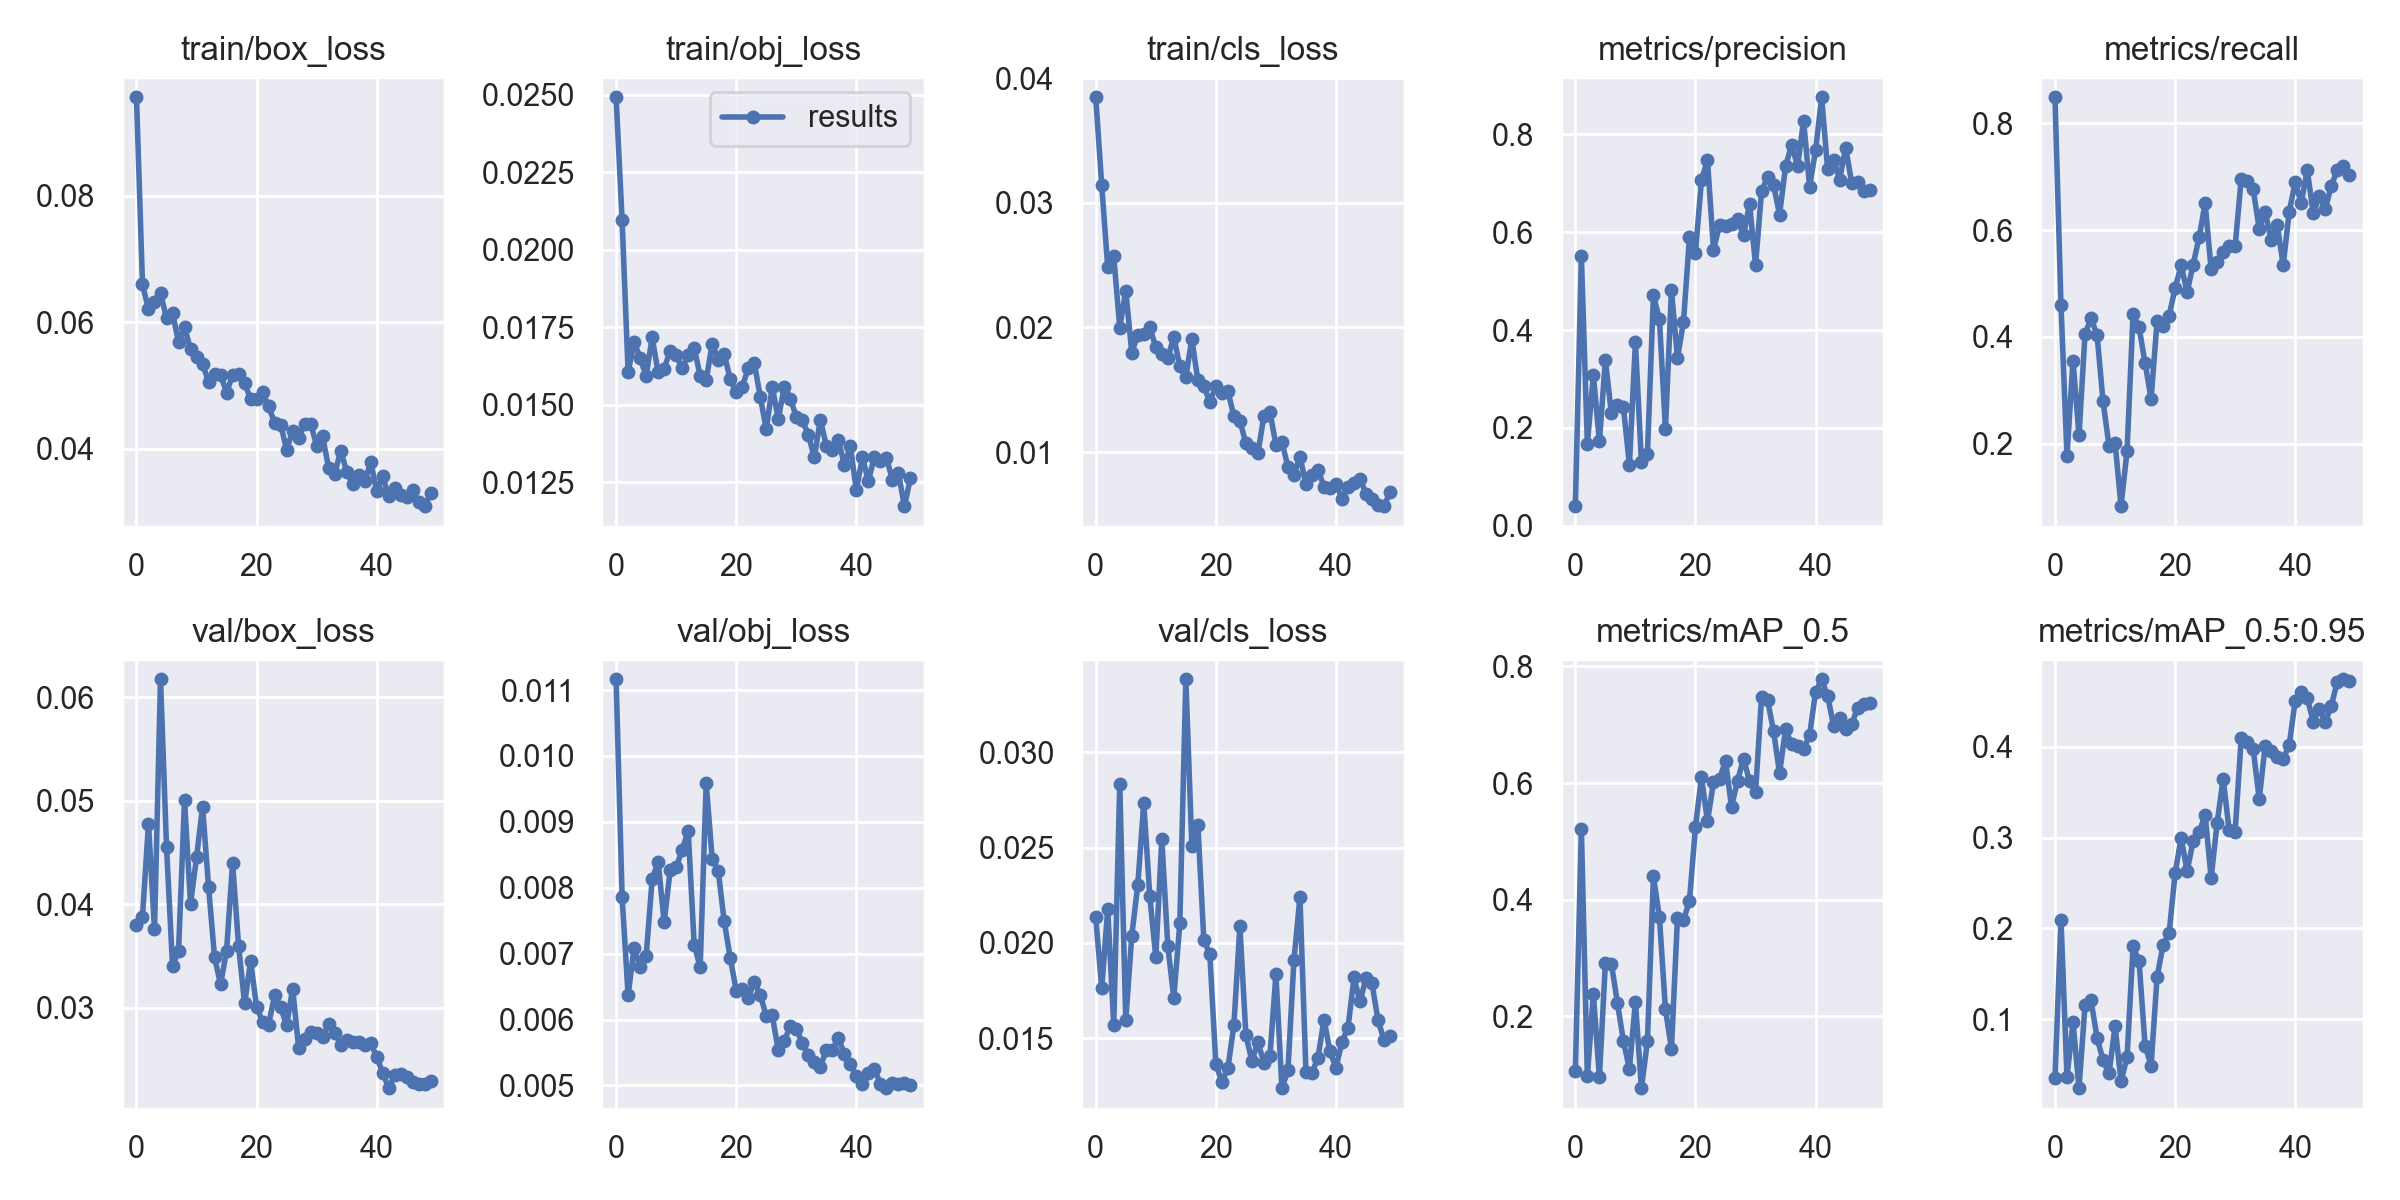 train/box_loss
train/obj_loss
train/cls_loss
metrics/precision
metrics/recall
0.08
0.06
0.04
0 20 40
0.0250
0.0225
0.0200
0.0175
0.0150
0.0125
results
0 20 40
0.04
0.03
0.02
0.01
0 20 40
0.8
0.6
0.4
0.2
0.0
0 20 40
0.8
0.6
0.4
0.2
0 20 40
val/box_loss
val/obj_loss
val/cls_loss
metrics/mAP_0.5
metrics/mAP_0.5:0.95
0.06
0.05
0.04
0.03
0 20 40
0.011
0.010
0.009
0.008
0.007
0.006
0.005
0 20 40
0.030
0.025
0.020
0.015
0 20 40
0.8
0.6
0.4
0.2
0 20 40
0.4
0.3
0.2
0.1
0 20 40